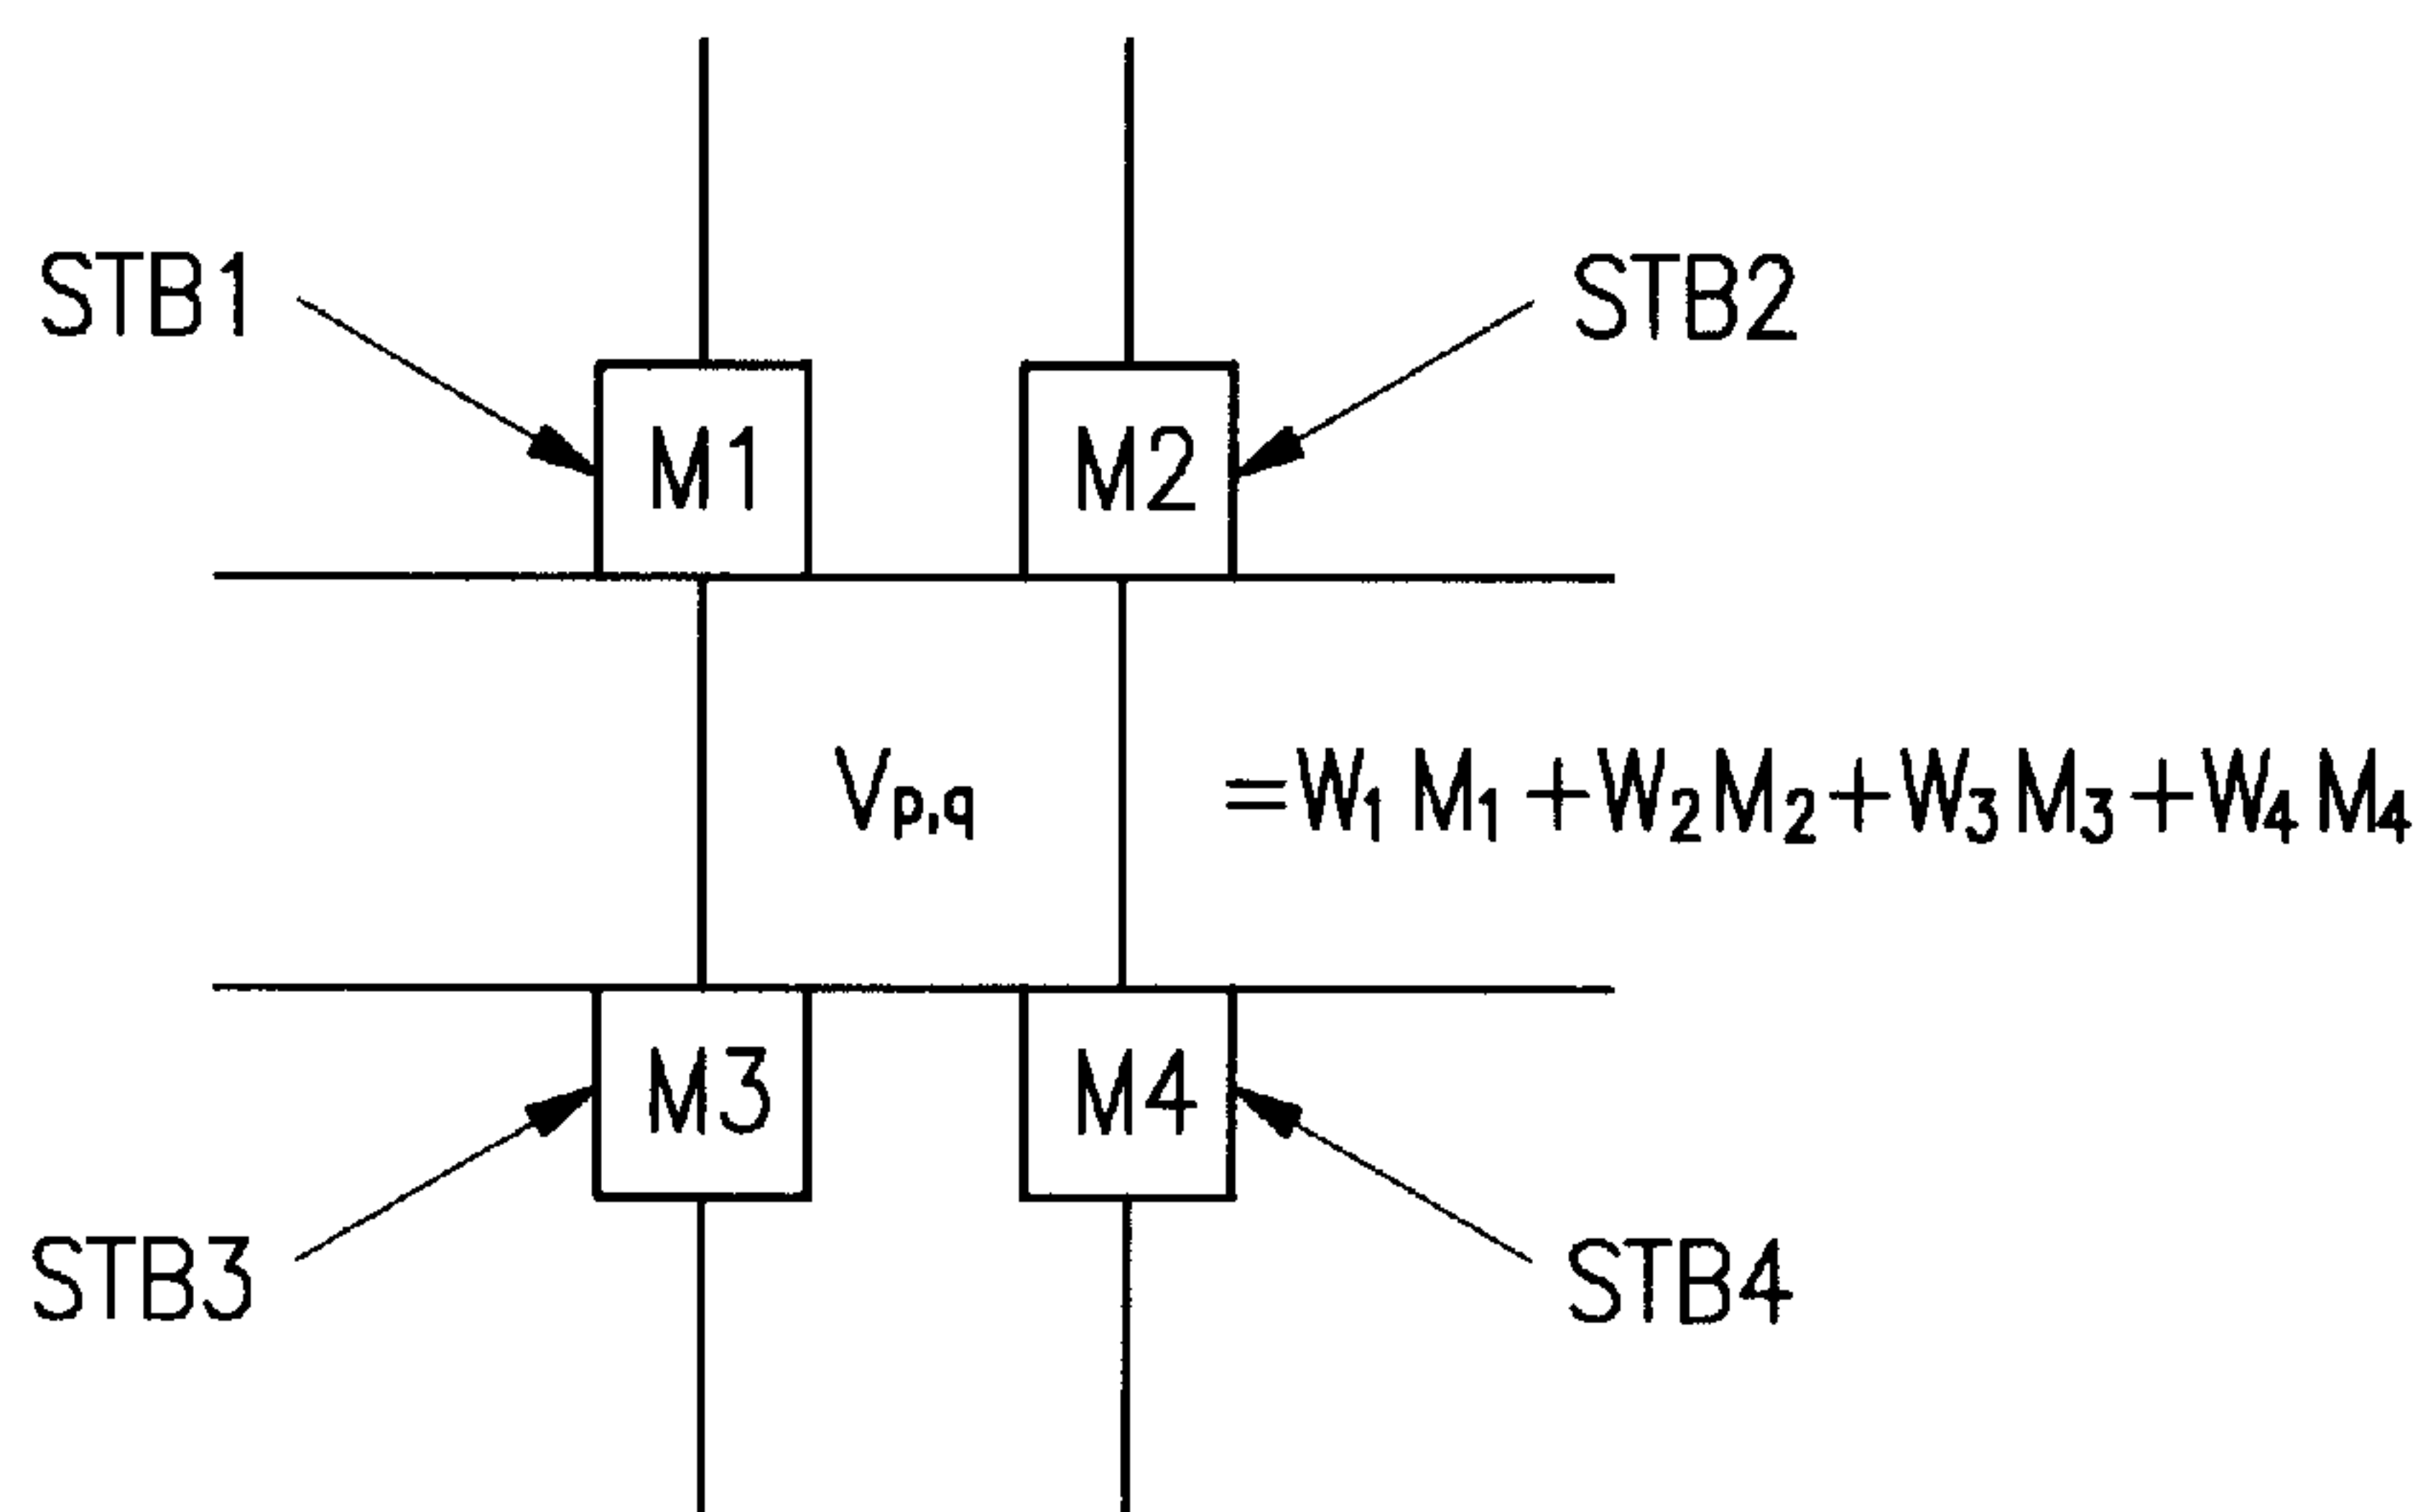 STB1
STB2
M1
M2
Vp,q =W1 M1 +W2 M2 +W3 M3 +W4 M4
M3
M4
STB3
STB4